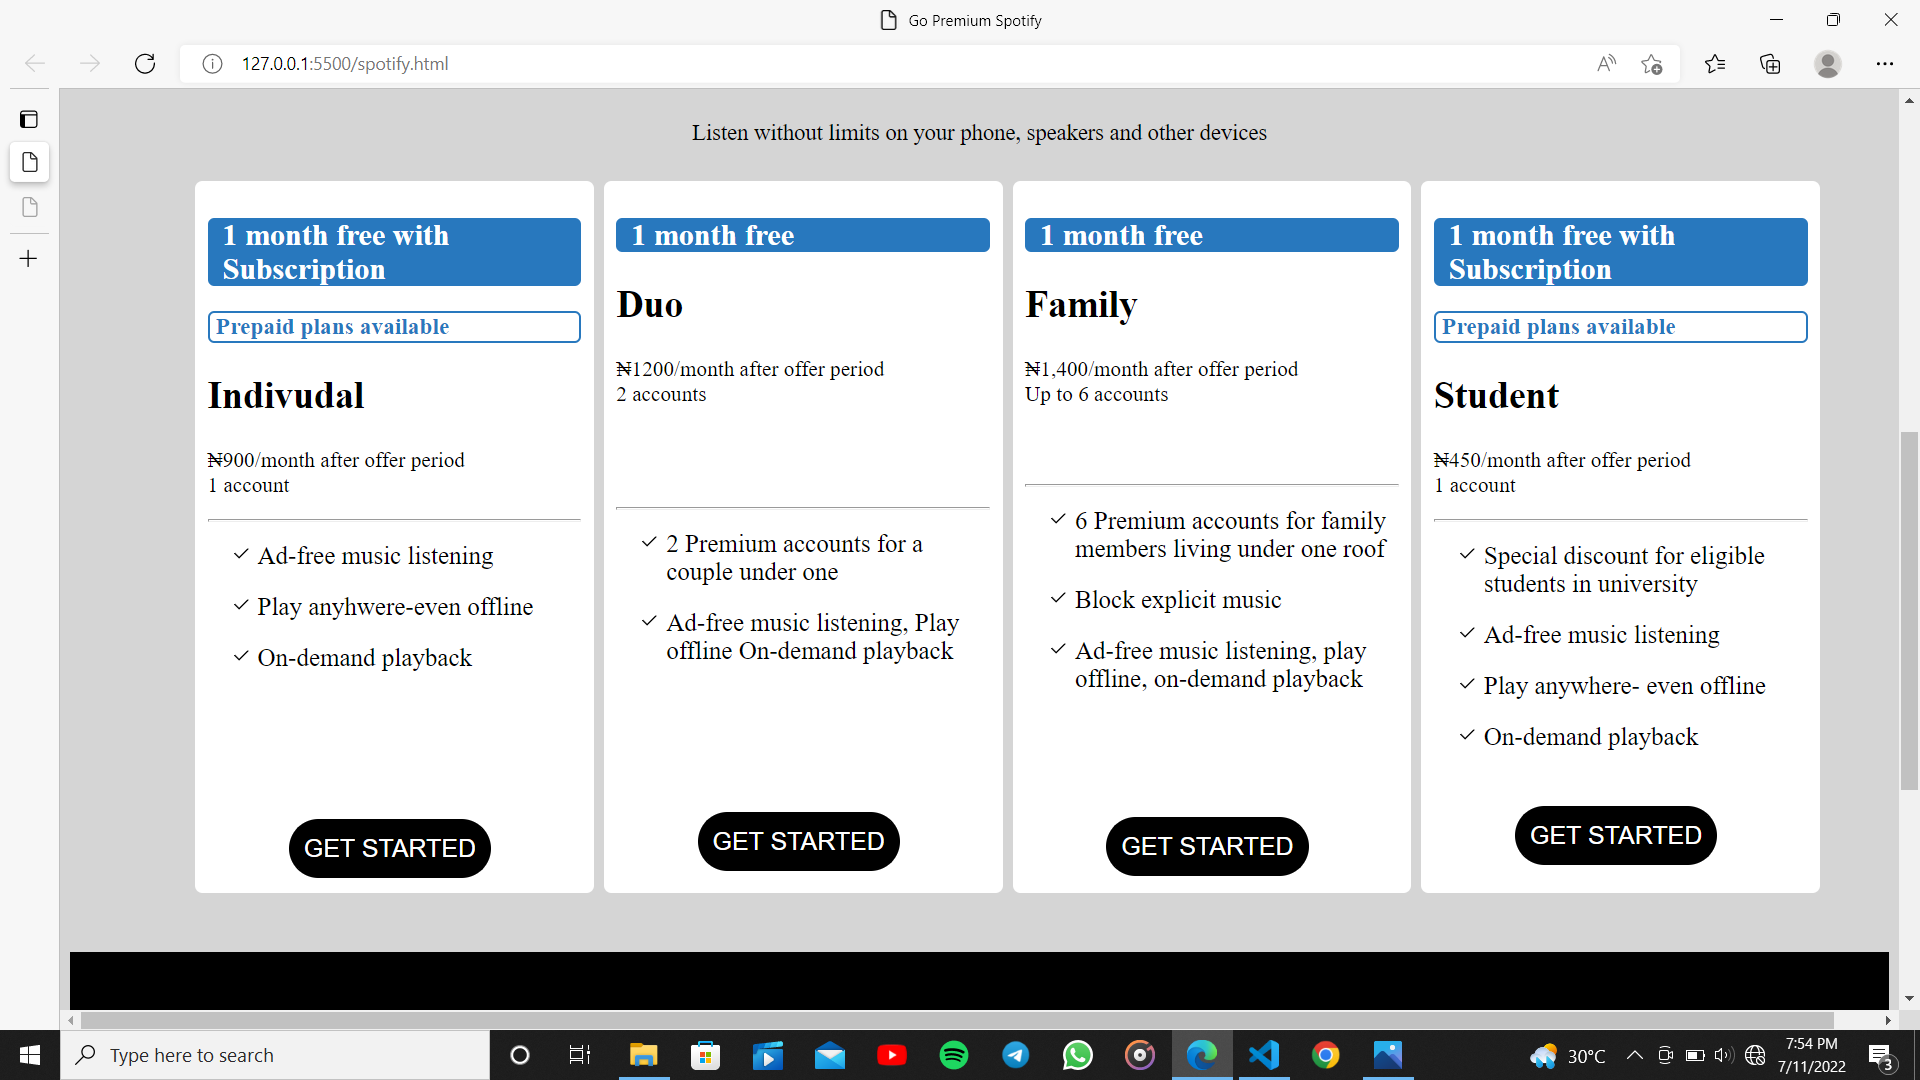 Go Premium Spotify
127.0.0.1:5500/spotify.html
Listen without limits on your phone, speakers and other devices
1 month free with
Subscription
Prepaid plans available
Indivudal
₦900/month after offer period
1 account
Ad-free music listening
Play anyhwere-even offline
On-demand playback
GET STARTED
1 month free
Duo
₦1200/month after offer period
2 accounts
2 Premium accounts for a
couple under one
Ad-free music listening, Play
offline On-demand playback
GET STARTED
1 month free
Family
₦1,400/month after offer period
Up to 6 accounts
6 Premium accounts for family
members living under one roof
Block explicit music
Ad-free music listening, play
offline, on-demand playback
GET STARTED
1 month free with
Subscription
Prepaid plans available
Student
₦450/month after offer period
1 account
Special discount for eligible
students in university
Ad-free music listening
Play anywhere- even offline
On-demand playback
GET STARTED
Type here to search
30°C
7:54 PM
7/11/2022
3